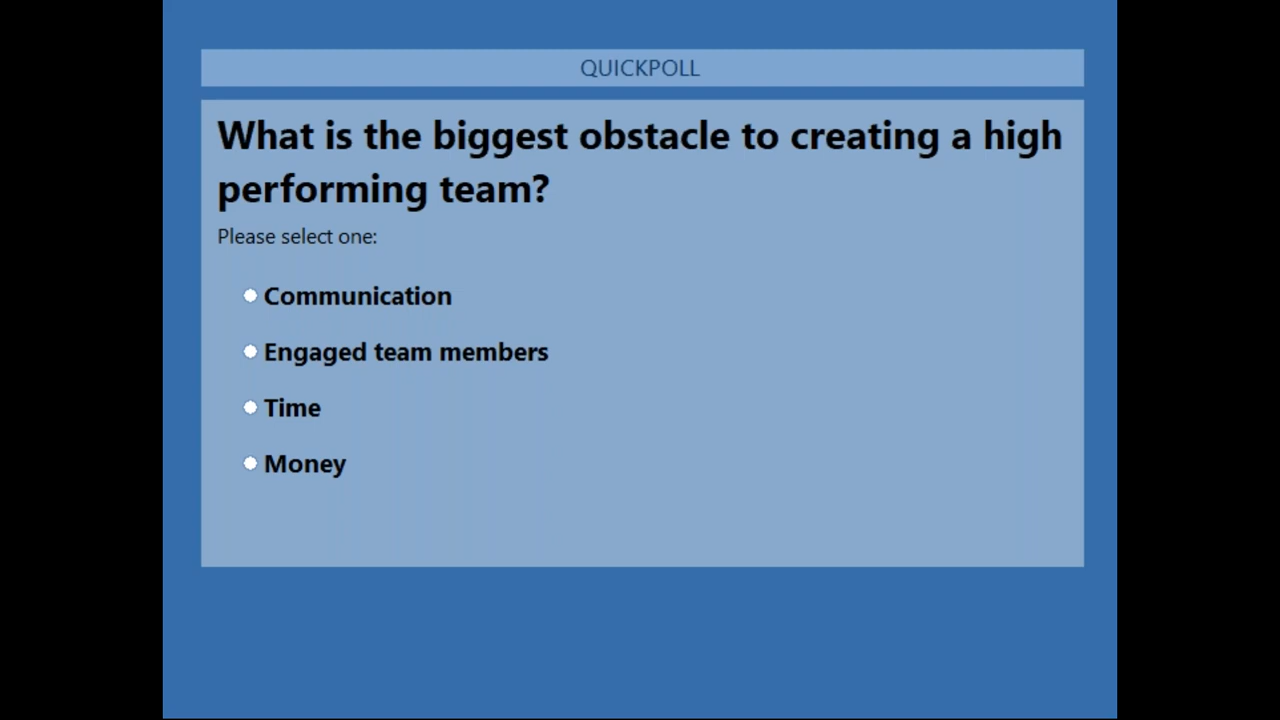 QUICKPOLL
What is the biggest obstacle to creating a high
performing team?
Please select one:
Communication
Engaged team members
Time
Money